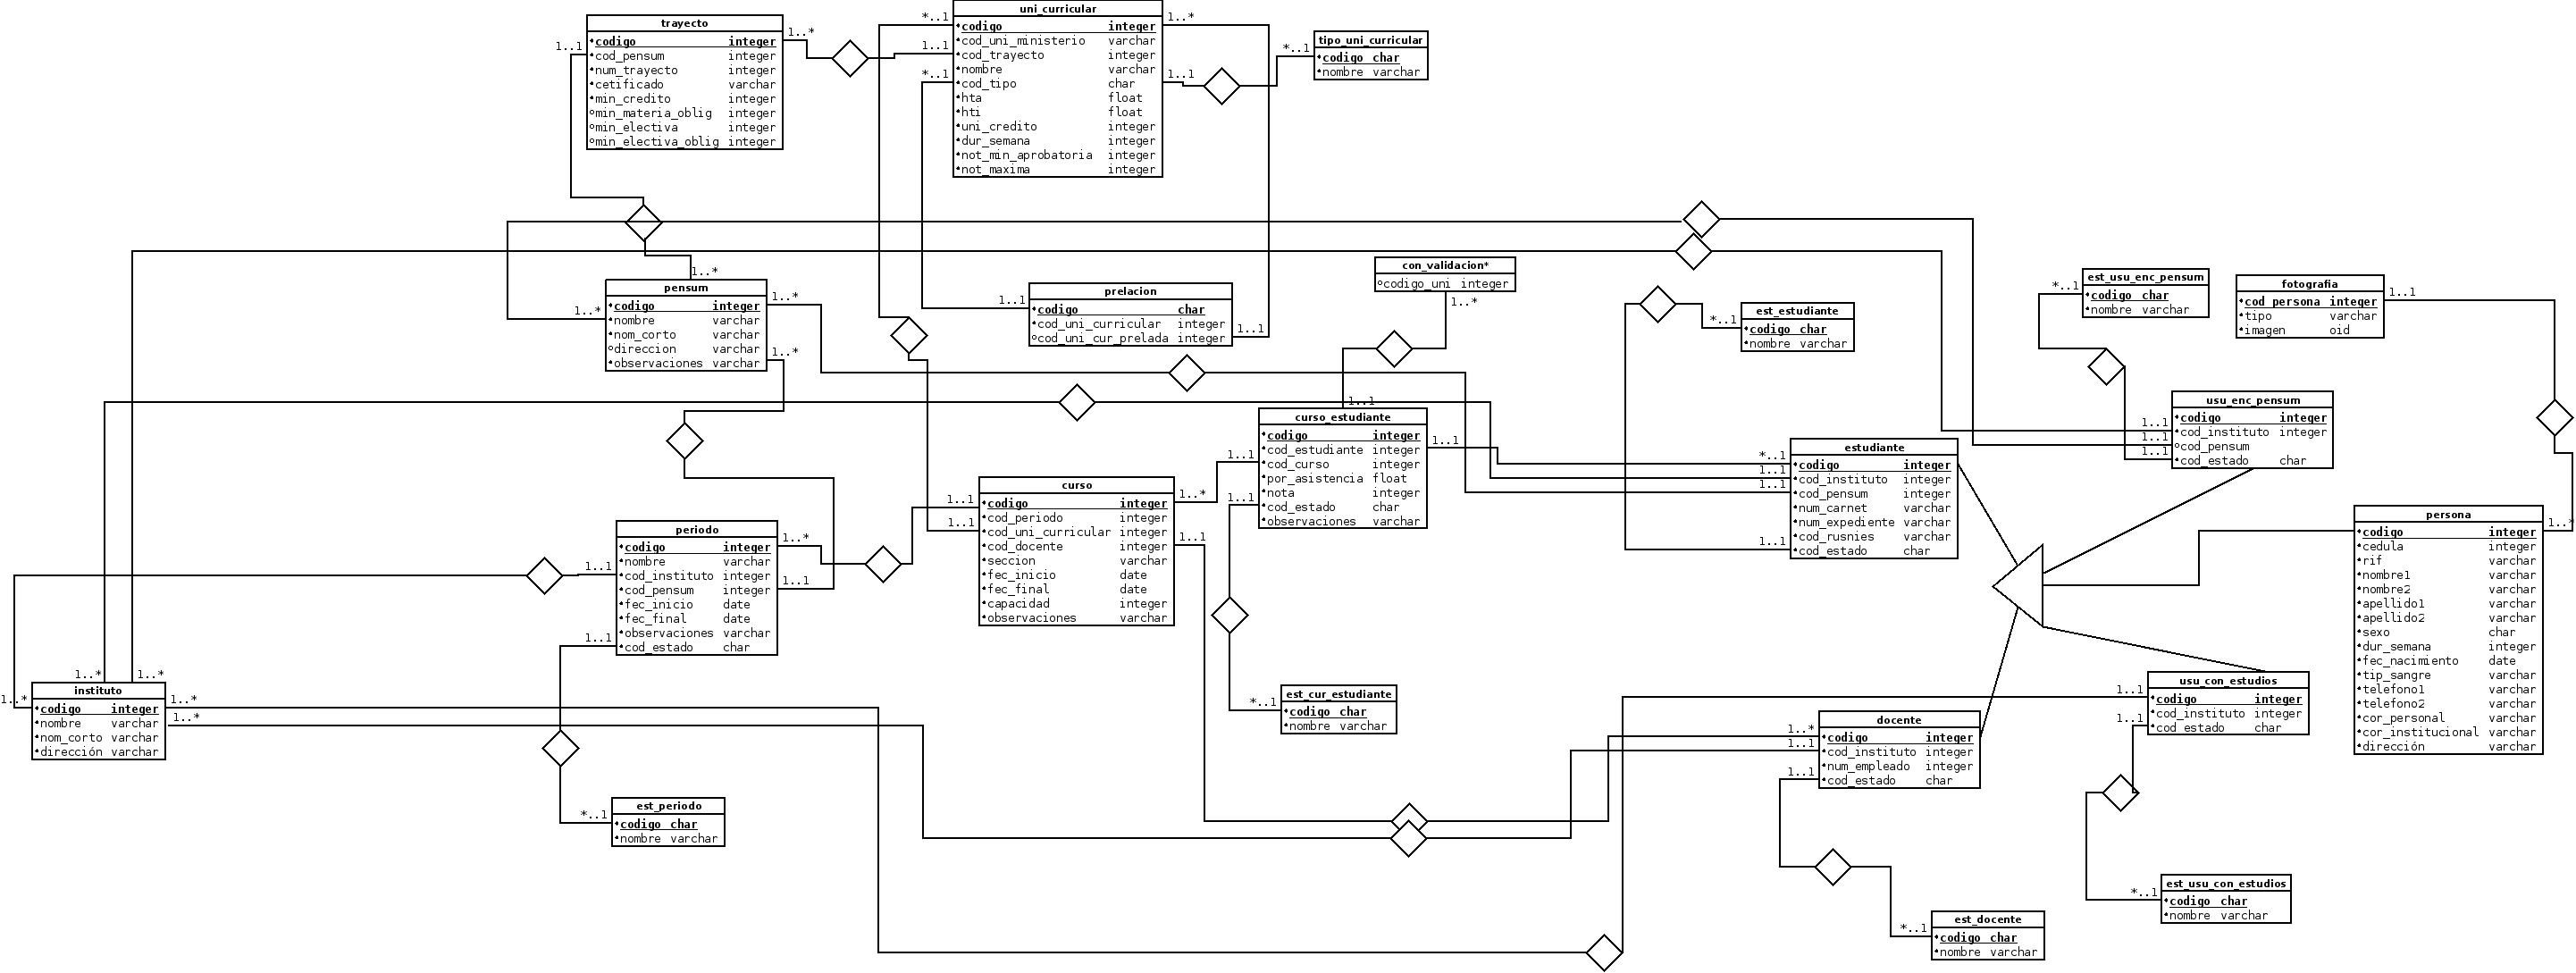 trayecto
codigo integer
cod_pensum integer
num_trayecto integer
cetificado varchar
min_credito integer
min_materia_oblig integer
min_electiva integer
min_electiva_oblig integer
1..1
1..*
uni_curricular
codigo integer
cod_uni_ministerio varchar
cod_trayecto integer
nombre varchar
cod_tipo char
hta float
hti float
uni_credito integer
dur_semana integer
not_min_aprobatoria integer
not_maxima integer
*..1
1..1
*..1
1..*
1..1
tipo_uni_curricular
codigo char
nombre varchar
*..1
pensum
codigo integer
nombre varchar
nom_corto varchar
direccion varchar
observaciones varchar
1..*
1..*
1..*
1..*
prelacion
codigo char
cod_uni_curricular integer
cod_uni_cur_prelada integer
1..1
1..1
con_validacion*
codigo_uni integer
1..*
est_estudiante
codigo char
nombre varchar
*..1
est_usu_enc_pensum
codigo char
nombre varchar
*..1
fotografia
cod_persona integer
tipo varchar
imagen oid
1..1
usu_enc_pensum
codigo integer
cod_instituto integer
cod_pensum
cod_estado char
1..1
1..1
1..1
curso_estudiante
codigo integer
cod_estudiante integer
cod_curso integer
por_asistencia float
nota integer
cod_estado char
observaciones varchar
1..1
1..1
1..1
1..1
estudiante
codigo integer
cod_instituto integer
cod_pensum integer
num_carnet varchar
num_expediente varchar
cod_rusnies varchar
cod_estado char
*..1
1..1
1..1
1..1
curso
codigo integer
cod_periodo integer
cod_uni_curricular integer
cod_docente integer
seccion varchar
fec_inicio date
fec_final date
capacidad integer
observaciones varchar
1..1
1..1
1..*
1..1
periodo
codigo integer
nombre varchar
cod_instituto integer
cod_pensum integer
fec_inicio date
fec_final date
observaciones varchar
cod_estado char
1..1
1..1
1..*
1..1
persona
codigo integer
cedula integer
rif varchar
nombre1 varchar
nombre2 varchar
apellido1 varchar
apellido2 varchar
sexo char
dur_semana integer
fec_nacimiento date
tip_sangre varchar
telefono1 varchar
telefono2 varchar
cor_personal varchar
cor_institucional varchar
dirección varchar
1..*
instituto
codigo integer
nombre varchar
nom_corto varchar
dirección varchar
1..*
1..*
1..*
1..*
1..*
est_cur_estudiante
codigo char
nombre varchar
*..1
usu_con_estudios
codigo integer
cod_instituto integer
cod_estado char
1..1
1..1
docente
codigo integer
cod_instituto integer
num_empleado integer
cod_estado char
1..*
1..1
1..1
est_periodo
codigo char
nombre varchar
*..1
est_usu_con_estudios
codigo char
nombre varchar
*..1
est_docente
codigo char
nombre varchar
*..1